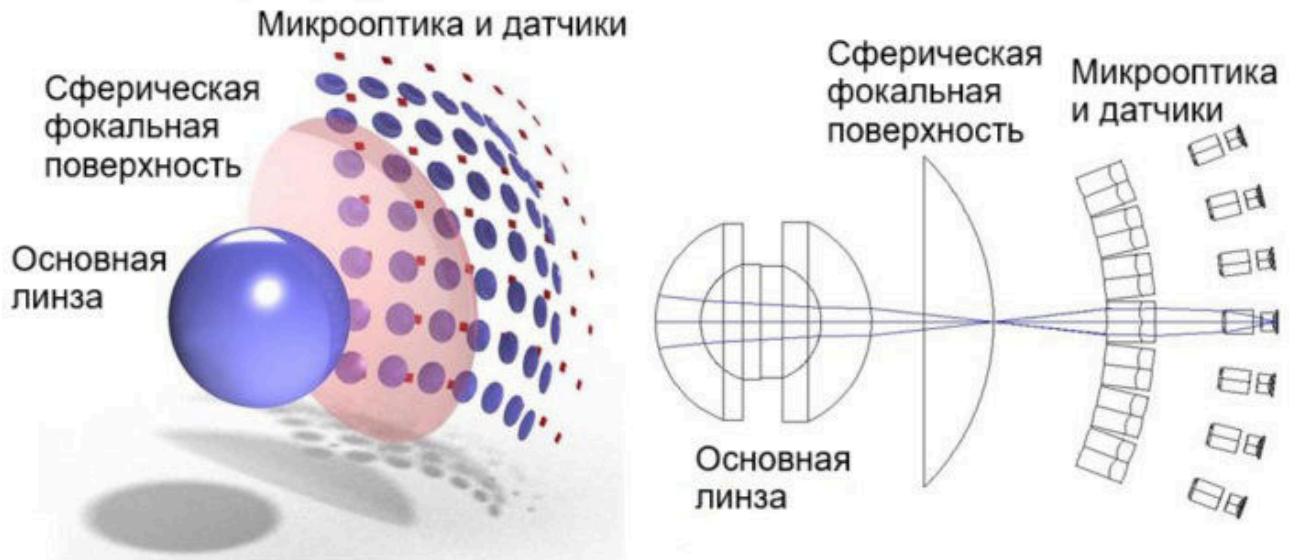 Микрооптика и датчики
Сферическая
фокальная
поверхность
Основная
линза
Сферическая
фокальная
поверхность
Микрооптика
и датчики
Основная
линза